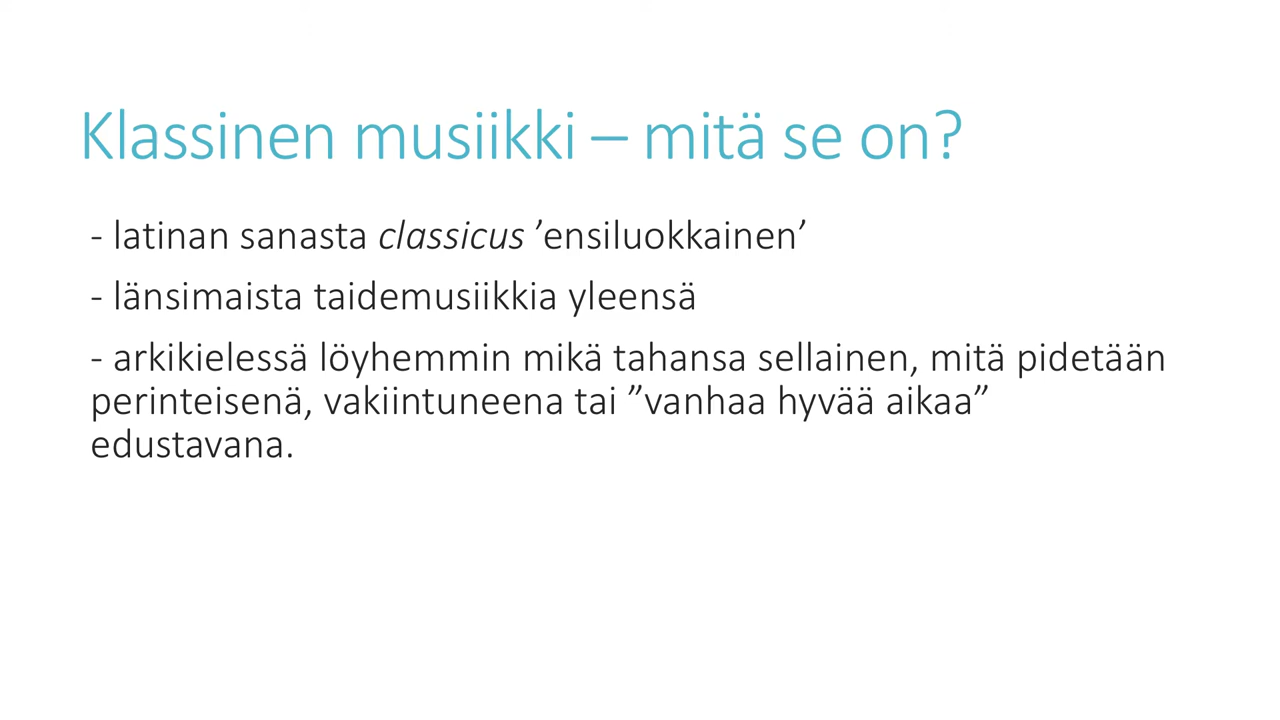 Klassinen musiikki – mitä se on?
- latinan sanasta classicus ’ensiluokkainen’
- länsimaista taidemusiikkia yleensä
- arkikielessä löyhemmin mikä tahansa sellainen, mitä pidetään
perinteisenä, vakiintuneena tai ”vanhaa hyvää aikaa”
edustavana.